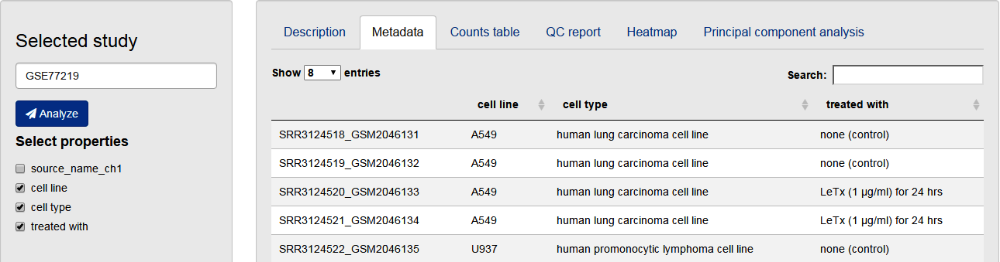 Selected study
GSE77219
Analyze
Select properties
source_name_ch1
cell line
cell type
treated with
Description Metadata Counts table QC report Heatmap Principal component analysis
Show 8 entries
Search:
cell line cell type treated with
SRR3124518_GSM2046131 A549 human lung carcinoma cell line none (control)
SRR3124519_GSM2046132 A549 human lung carcinoma cell line none (control)
SRR3124520_GSM2046133 A549 human lung carcinoma cell line LeTx (1 µg/ml) for 24 hrs
SRR3124521_GSM2046134 A549 human lung carcinoma cell line LeTx (1 µg/ml) for 24 hrs
SRR3124522_GSM2046135 U937 human promonocytic lymphoma cell line none (control)